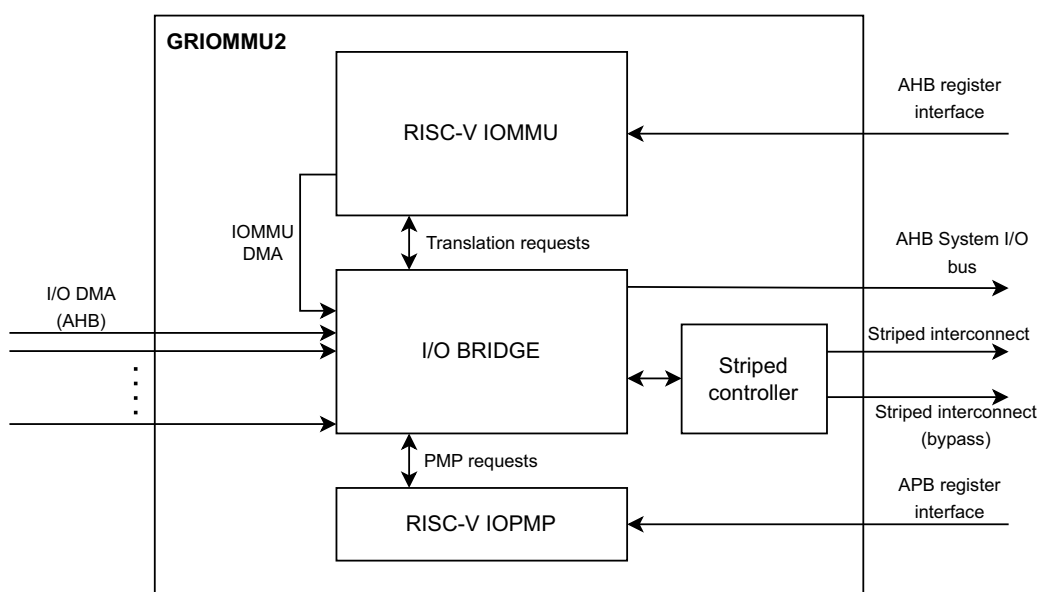 GRIOMMU2
RISC-V IOMMU
AHB register
interface
IOMMU
DMA
Translation requests
AHB System I/O
bus
I/O DMA
(AHB)
I/O BRIDGE
Striped
controller
Striped interconnect
Striped interconnect
(bypass)
PMP requests
RISC-V IOPMP
APB register
interface